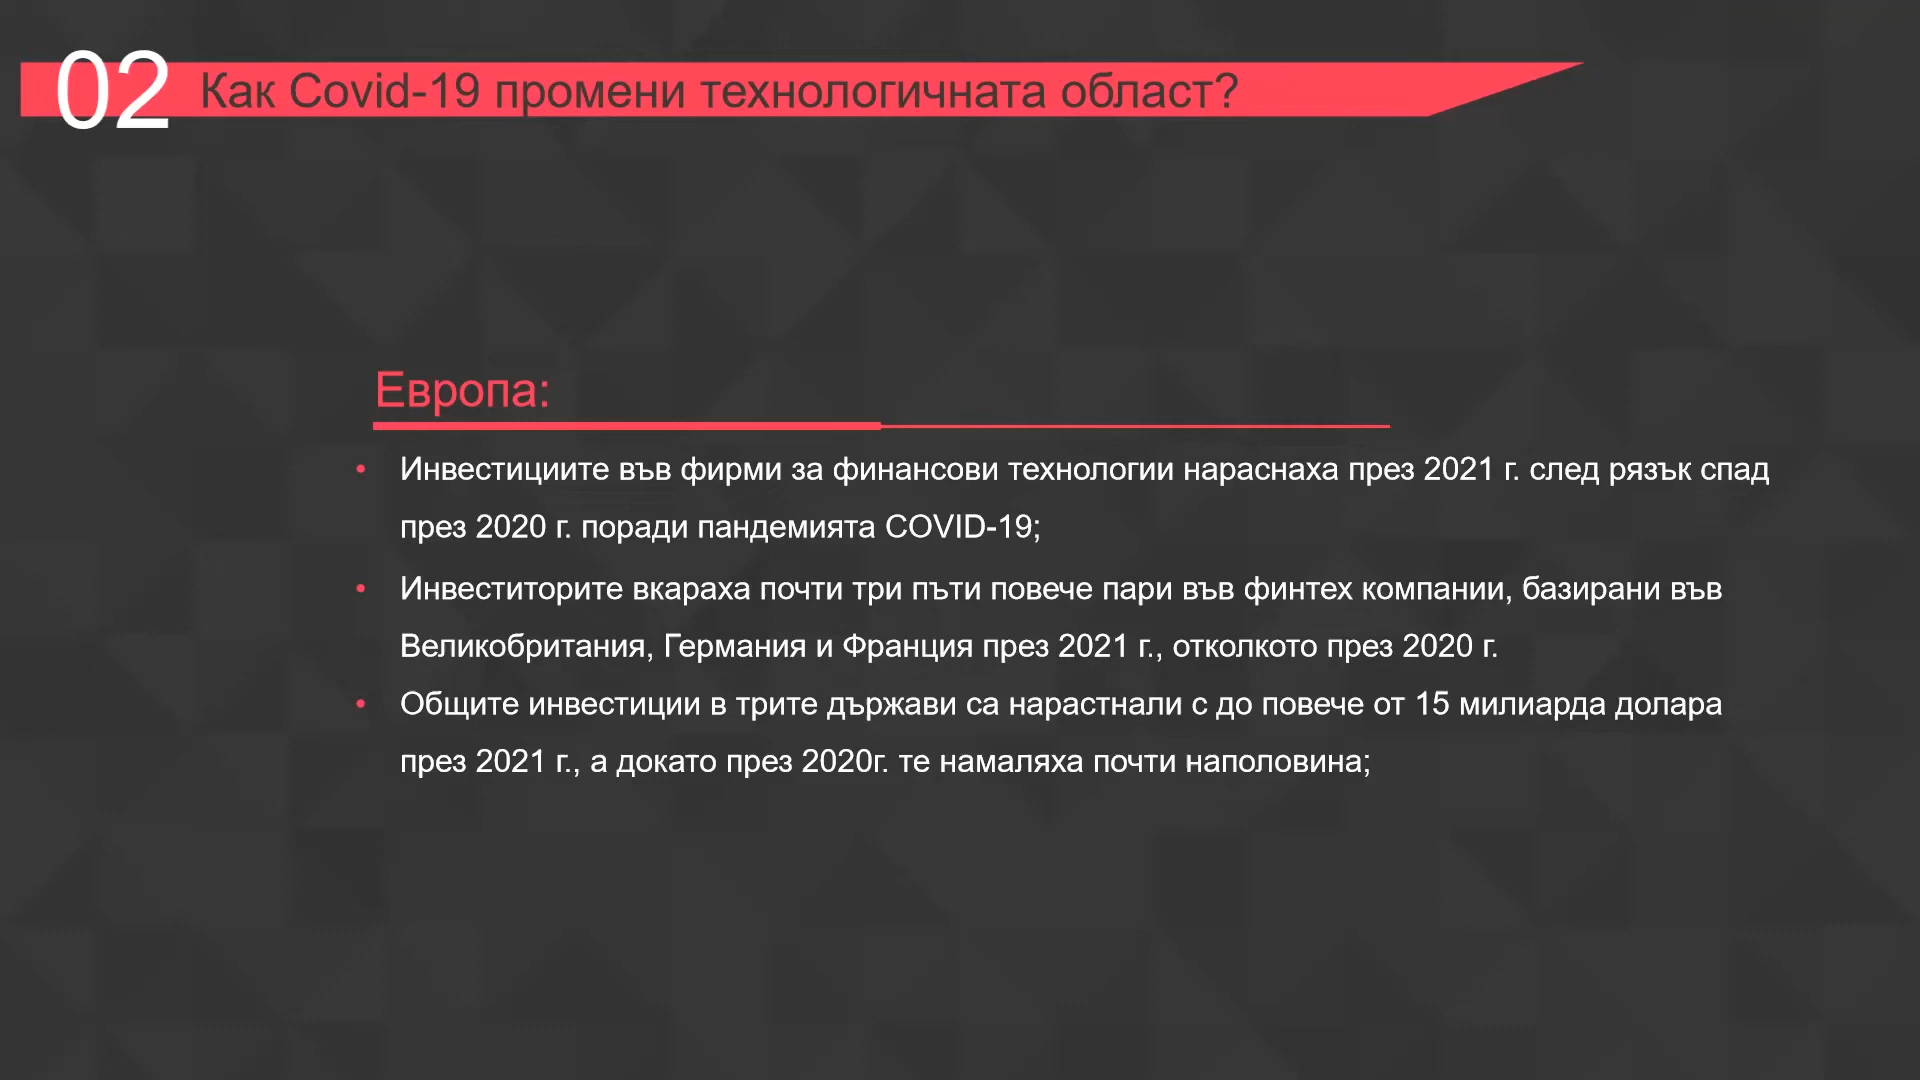 02 Как Covid-19 промени технологичната област?
Европа:
• Инвестициите във фирми за финансови технологии нараснаха през 2021 г. след рязък спад
през 2020 г. поради пандемията COVID-19;
• Инвеститорите вкараха почти три пъти повече пари във финтех компании, базирани във
Великобритания, Германия и Франция през 2021 г., отколкото през 2020 г.
• Общите инвестиции в трите държави са нарастнали с до повече от 15 милиарда долара
през 2021 г., а докато през 2020г. те намаляха почти наполовина;